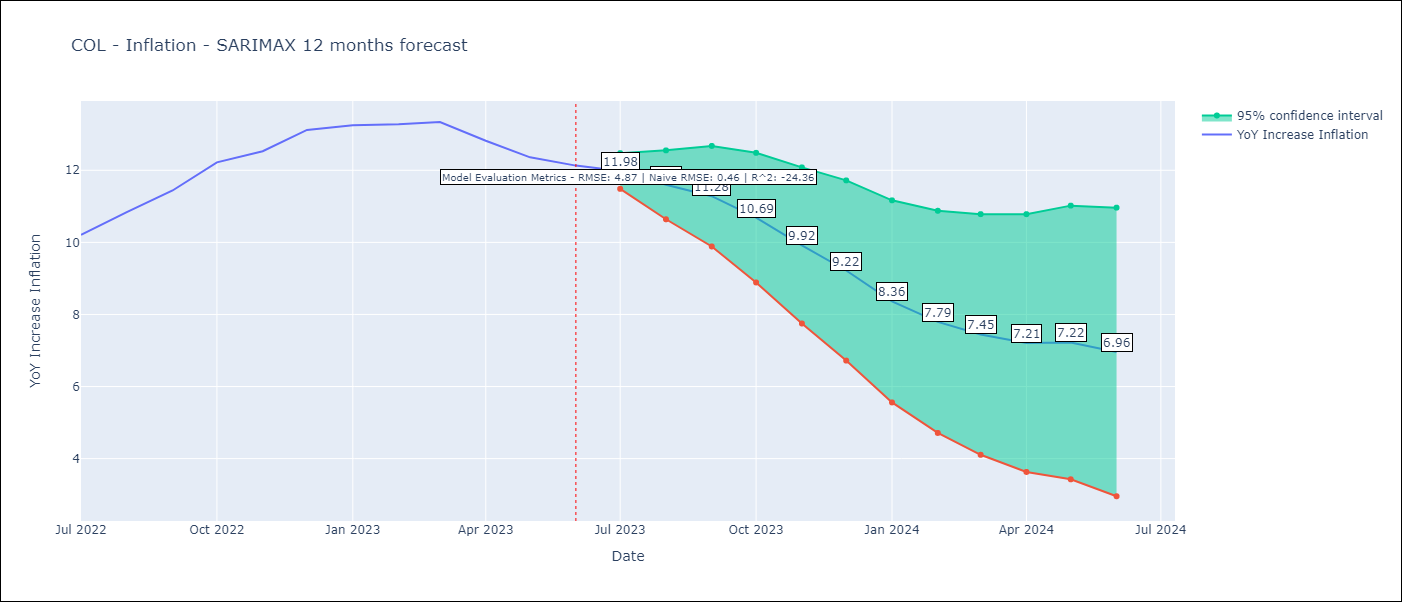 COL - Inflation - SARIMAX 12 months forecast
95% confidence interval
YoY Increase Inflation
YoY Increase Inflation
12
10
8
6
4
11.98
Model Evaluation Metrics - RMSE: 4.87 | Naive RMSE: 0.46 | R^2: -24.36
11.28
10.69
9.92
9.22
8.36
7.79
7.45
7.21
7.22
6.96
Jul 2022
Oct 2022
Jan 2023
Apr 2023
Jul 2023
Oct 2023
Jan 2024
Apr 2024
Jul 2024
Date